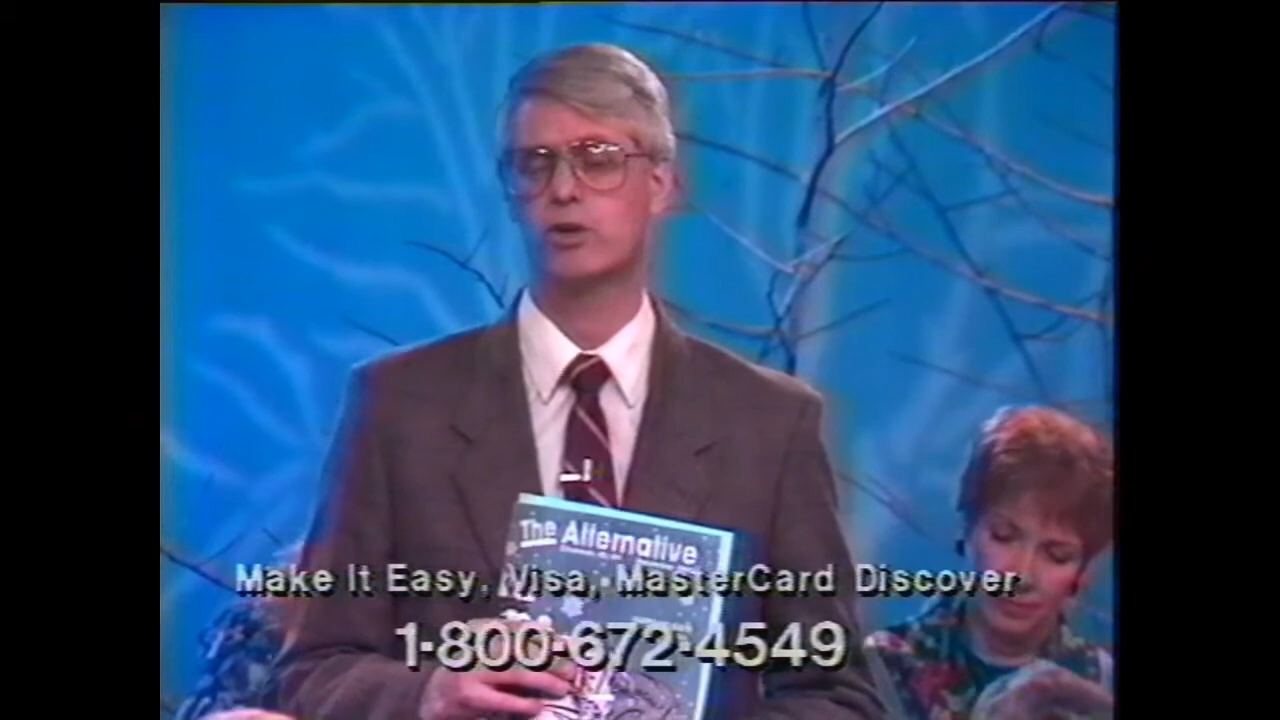 The Alternative
Make It Easy, Visa, MasterCard Discover
1-800-672-4549